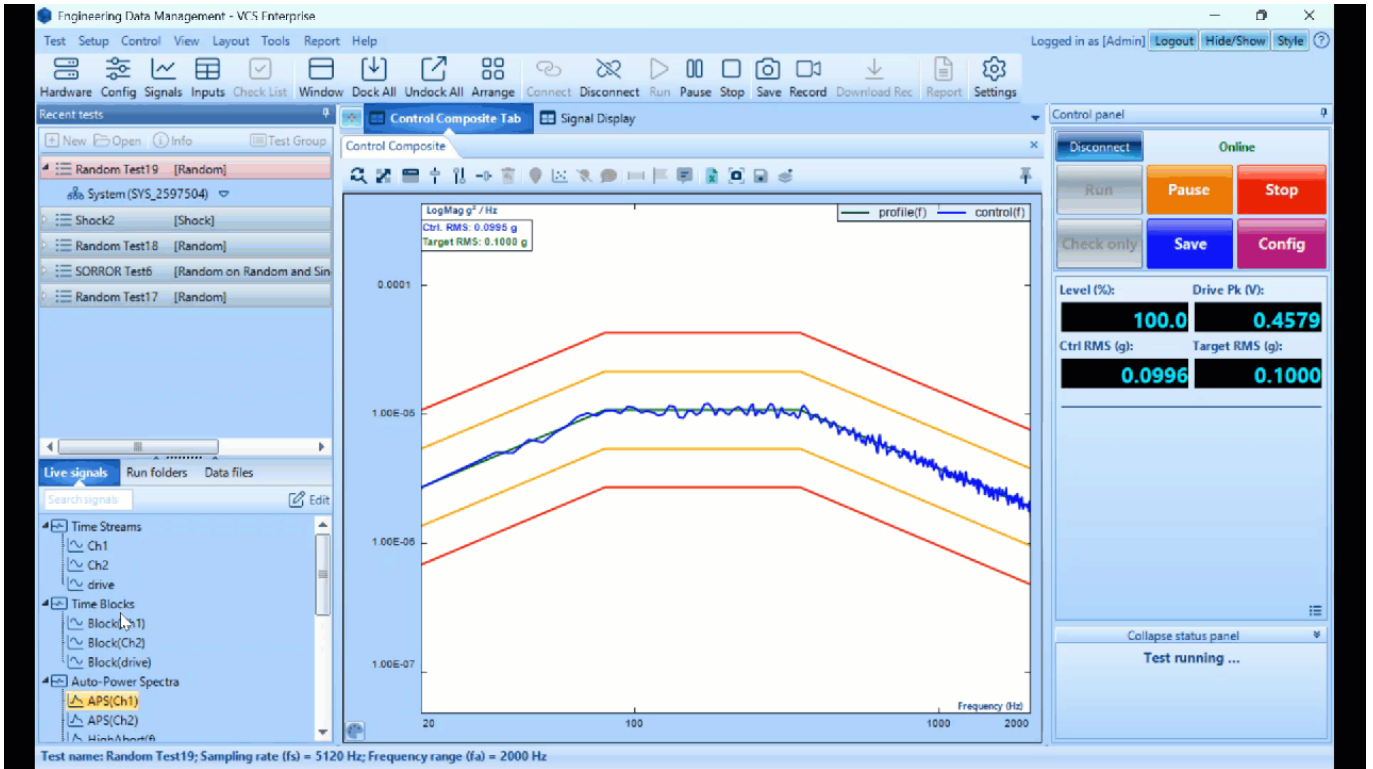 Engineering Data Management - VCS Enterprise
Test Setup Control View Layout Tools Report Help
Logged in as [Admin] Logout Hide/Show Style ?
Hardware Config Signals Inputs Check List Window Dock All Undock All Arrange Connect Disconnect Run Pause Stop Save Record Download Rec Report Settings
Recent tests
New Open Info Test Group
Random Test19 [Random]
System (SYS_2597504)
Shock2 [Shock]
Random Test18 [Random]
SORROR Test6 [Random on Random and Sin
Random Test17 [Random]
Live signals Run folders Data files
Search signals Edit
Time Streams
Ch1
Ch2
drive
Time Blocks
Block(Ch1)
Block(Ch2)
Block(drive)
Auto-Power Spectra
APS(Ch1)
APS(Ch2)
HighAbort(f)
Control Composite Tab Signal Display
Control Composite
LogMag g² / Hz
Ctrl. RMS: 0.0995 g
Target RMS: 0.1000 g
profile(f) control(f)
0.0001
1.00E-05
1.00E-06
1.00E-07
Frequency (Hz)
20 100 1000 2000
Control panel
Disconnect Online
Run Pause Stop
Check only Save Config
Level (%): Drive Pk (V):
100.0 0.4579
Ctrl RMS (g): Target RMS (g):
0.0996 0.1000
Collapse status panel
Test running ...
Test name: Random Test19; Sampling rate (fs) = 5120 Hz; Frequency range (fa) = 2000 Hz